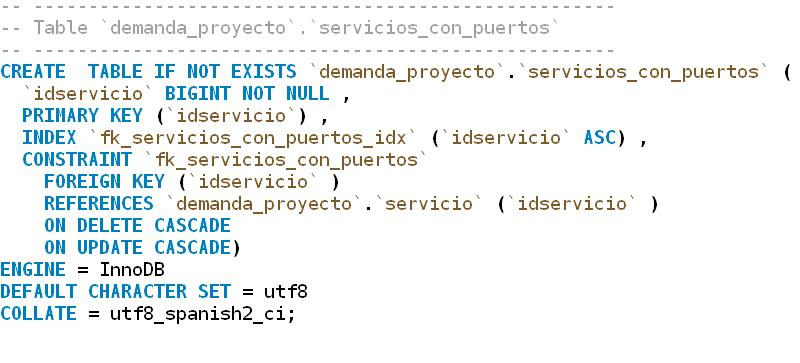 -- -----------------------------------------------------
-- Table `demanda_proyecto`.`servicios_con_puertos`
-- -----------------------------------------------------
CREATE  TABLE IF NOT EXISTS `demanda_proyecto`.`servicios_con_puertos` (
  `idservicio` BIGINT NOT NULL ,
  PRIMARY KEY (`idservicio`) ,
  INDEX `fk_servicios_con_puertos_idx` (`idservicio` ASC) ,
  CONSTRAINT `fk_servicios_con_puertos`
    FOREIGN KEY (`idservicio` )
    REFERENCES `demanda_proyecto`.`servicio` (`idservicio` )
    ON DELETE CASCADE
    ON UPDATE CASCADE)
ENGINE = InnoDB
DEFAULT CHARACTER SET = utf8
COLLATE = utf8_spanish2_ci;